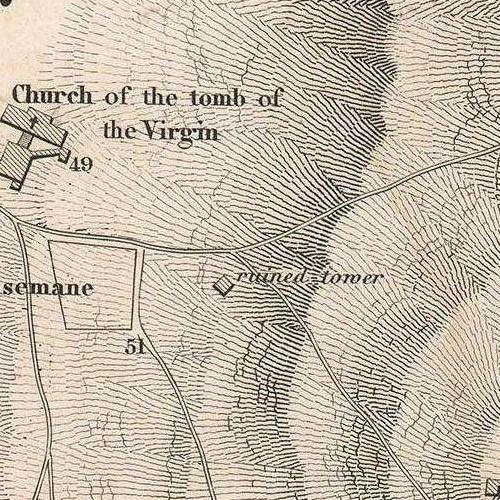 Church of the tomb of
the Virgin
49
ruined tower
semane
51